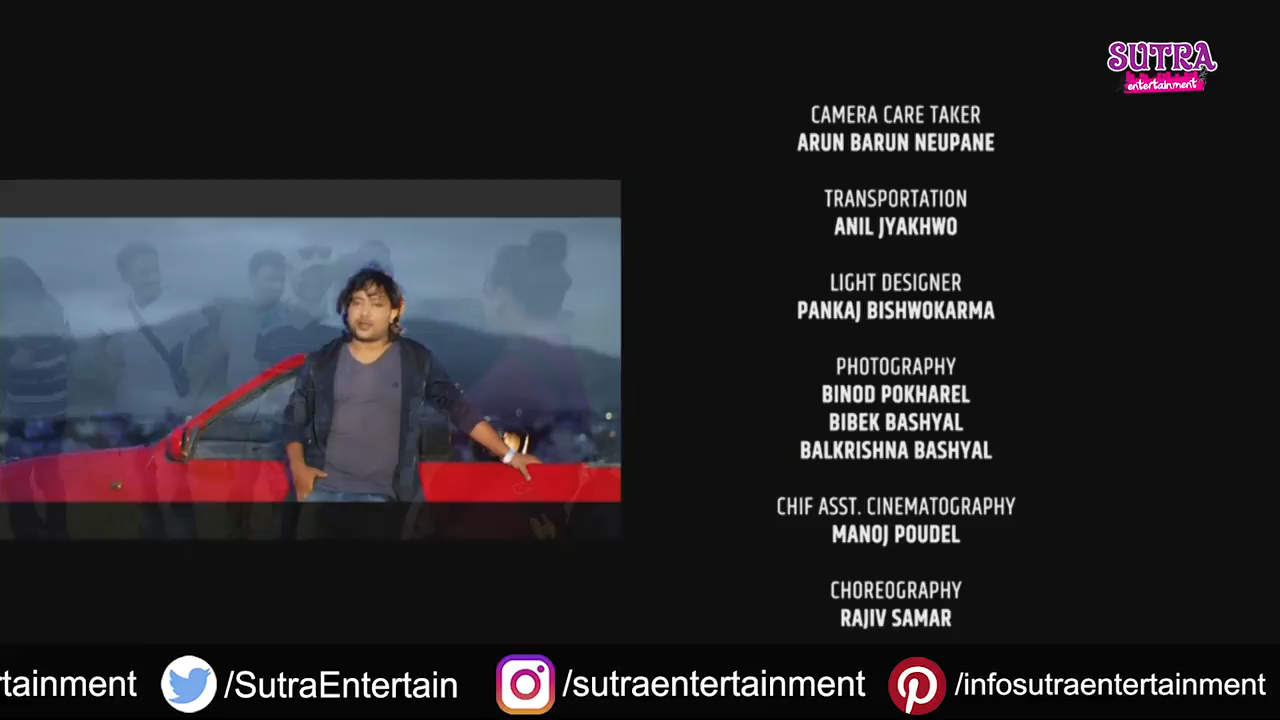 SUTRA
entertainment
CAMERA CARE TAKER
ARUN BARUN NEUPANE
TRANSPORTATION
ANIL JYAKHWO
LIGHT DESIGNER
PANKAJ BISHWOKARMA
PHOTOGRAPHY
BINOD POKHAREL
BIBEK BASHYAL
BALKRISHNA BASHYAL
CHIF ASST. CINEMATOGRAPHY
MANOJ POUDEL
CHOREOGRAPHY
RAJIV SAMAR
rtainment /SutraEntertain /sutraentertainment /infosutraentertainment